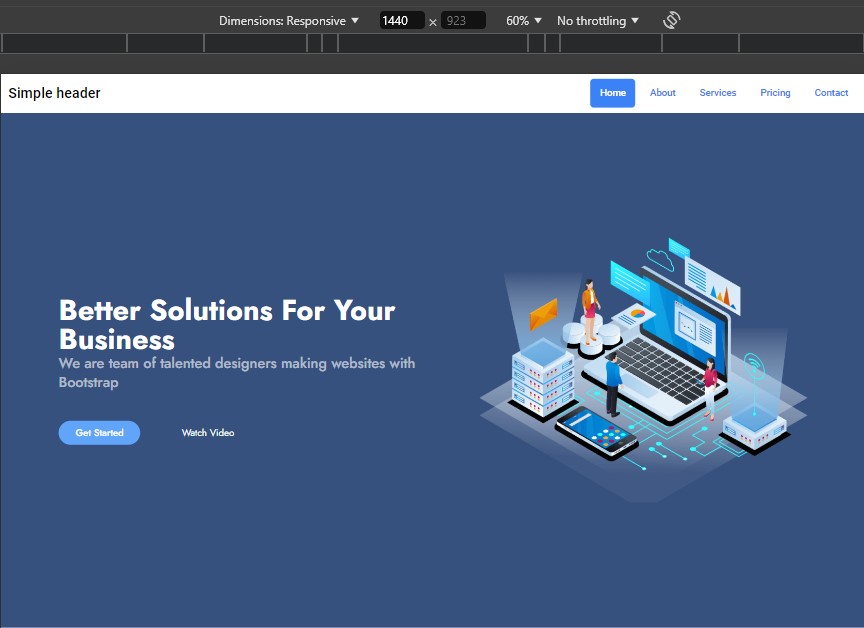 Dimensions: Responsive 1440 × 923 60% No throttling
Simple header Home About Services Pricing Contact
Better Solutions For Your
Business
We are team of talented designers making websites with
Bootstrap
Get Started Watch Video